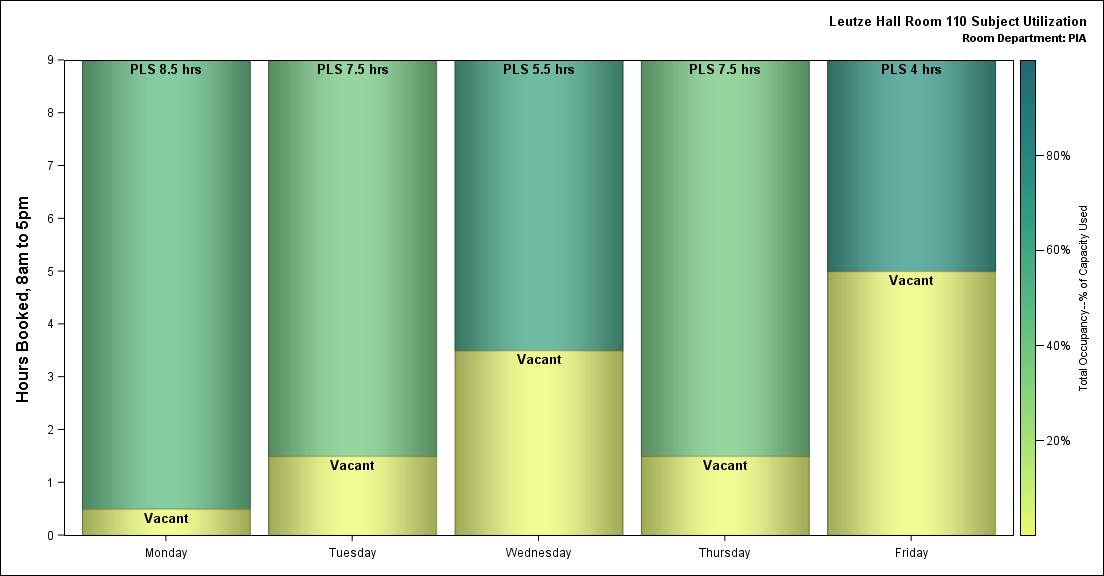 Leutze Hall Room 110 Subject Utilization
Room Department: PIA
Hours Booked, 8am to 5pm
9
8
7
6
5
4
3
2
1
0
PLS 8.5 hrs
PLS 7.5 hrs
PLS 5.5 hrs
PLS 7.5 hrs
PLS 4 hrs
Vacant
Vacant
Vacant
Vacant
Vacant
Monday
Tuesday
Wednesday
Thursday
Friday
80%
60%
40%
20%
Total Occupancy--% of Capacity Used